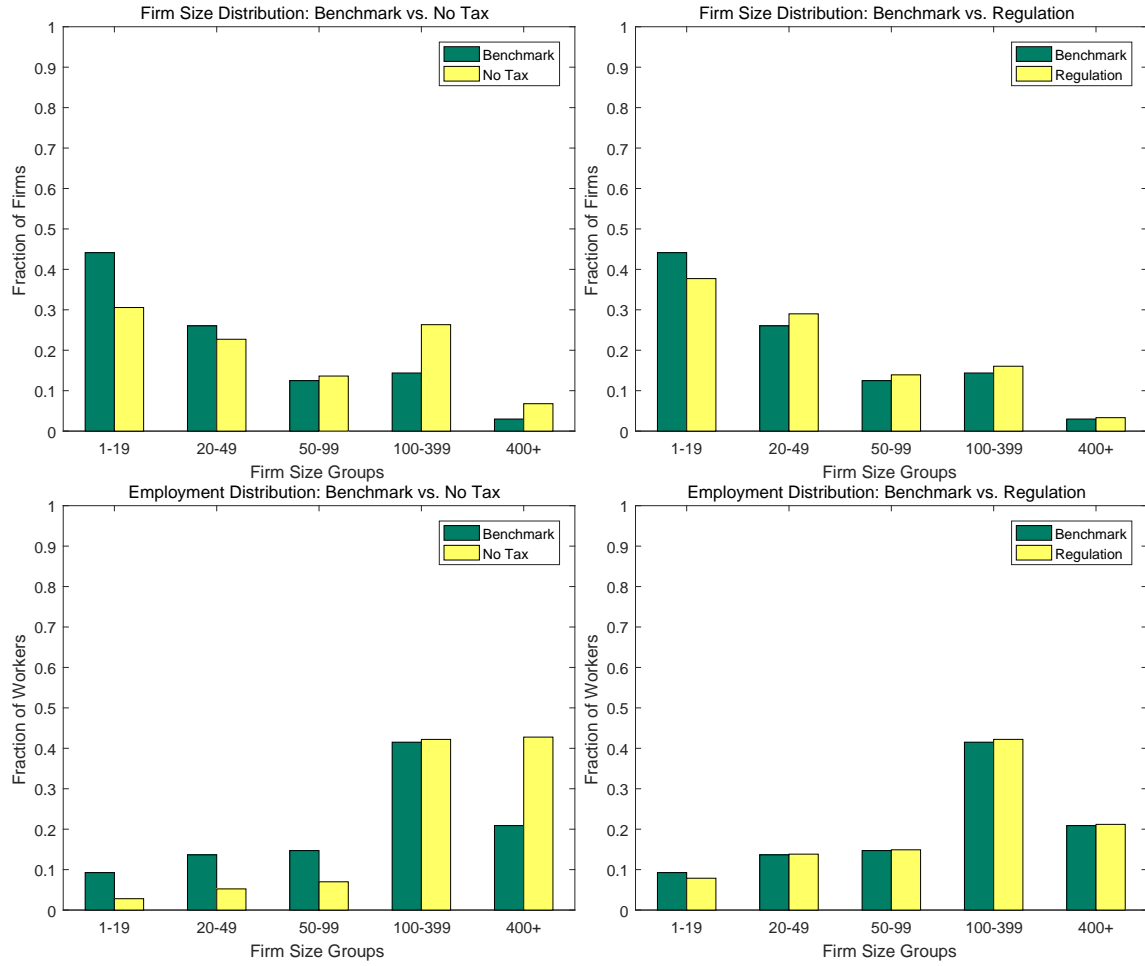 Firm Size Distribution: Benchmark vs. No Tax
1
0.9
0.8
0.7
0.6
0.5
0.4
0.3
0.2
0.1
0
Fraction of Firms
Benchmark
No Tax
1-19 20-49 50-99 100-399 400+
Firm Size Groups
Firm Size Distribution: Benchmark vs. Regulation
1
0.9
0.8
0.7
0.6
0.5
0.4
0.3
0.2
0.1
0
Fraction of Firms
Benchmark
Regulation
1-19 20-49 50-99 100-399 400+
Firm Size Groups
Employment Distribution: Benchmark vs. No Tax
1
0.9
0.8
0.7
0.6
0.5
0.4
0.3
0.2
0.1
0
Fraction of Workers
Benchmark
No Tax
1-19 20-49 50-99 100-399 400+
Firm Size Groups
Employment Distribution: Benchmark vs. Regulation
1
0.9
0.8
0.7
0.6
0.5
0.4
0.3
0.2
0.1
0
Fraction of Workers
Benchmark
Regulation
1-19 20-49 50-99 100-399 400+
Firm Size Groups